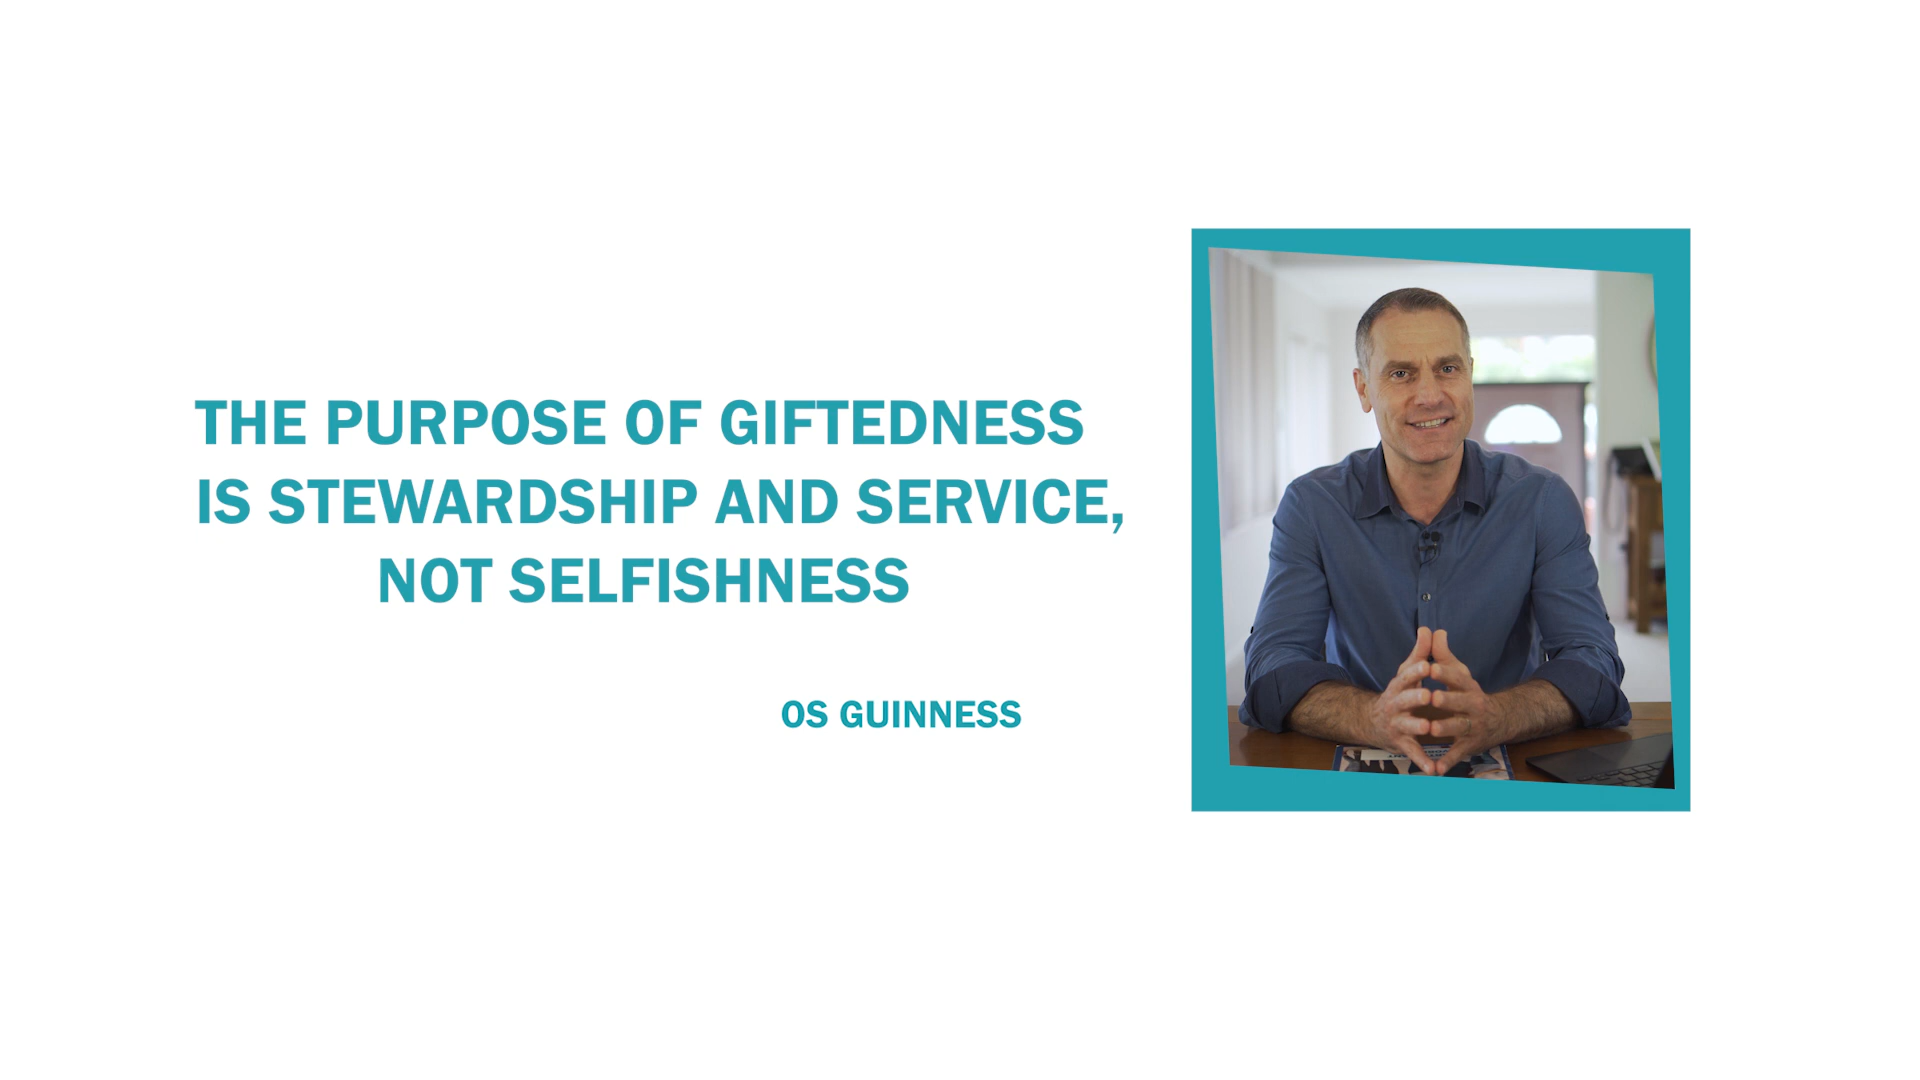 THE PURPOSE OF GIFTEDNESS
IS STEWARDSHIP AND SERVICE,
NOT SELFISHNESS
OS GUINNESS